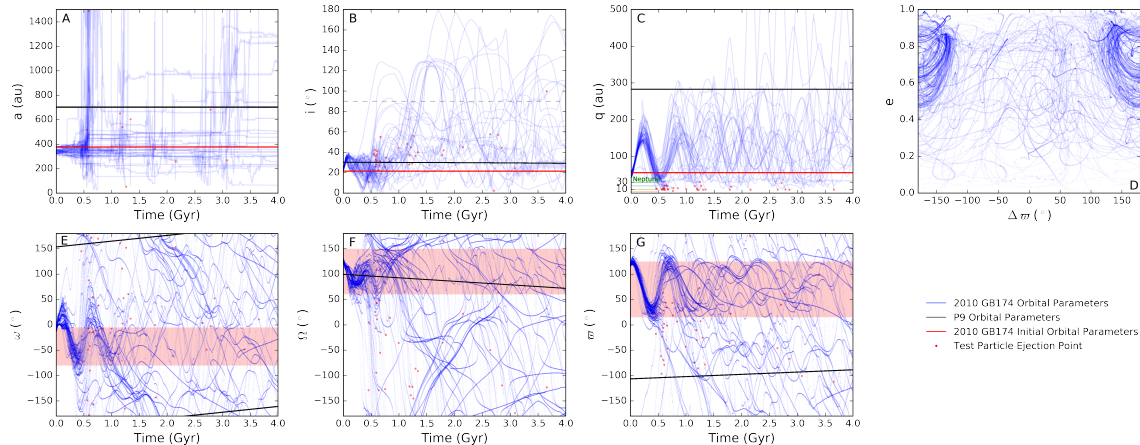 A
1400
1200
1000
800
600
400
200
0
a (au)
0.0 0.5 1.0 1.5 2.0 2.5 3.0 3.5 4.0
Time (Gyr)
B
180
160
140
120
100
80
60
40
20
0
i (°)
0.0 0.5 1.0 1.5 2.0 2.5 3.0 3.5 4.0
Time (Gyr)
C
500
400
300
200
100
30
10
Neptune
q (au)
0.0 0.5 1.0 1.5 2.0 2.5 3.0 3.5 4.0
Time (Gyr)
D
1.0
0.8
0.6
0.4
0.2
0.0
e
−150 −100 −50 0 50 100 150
Δ ϖ (°)
E
150
100
50
0
−50
−100
−150
ω (°)
0.0 0.5 1.0 1.5 2.0 2.5 3.0 3.5 4.0
Time (Gyr)
F
150
100
50
0
−50
−100
−150
Ω (°)
0.0 0.5 1.0 1.5 2.0 2.5 3.0 3.5 4.0
Time (Gyr)
G
150
100
50
0
−50
−100
−150
ϖ (°)
0.0 0.5 1.0 1.5 2.0 2.5 3.0 3.5 4.0
Time (Gyr)
2010 GB174 Orbital Parameters
P9 Orbital Parameters
2010 GB174 Initial Orbital Parameters
Test Particle Ejection Point